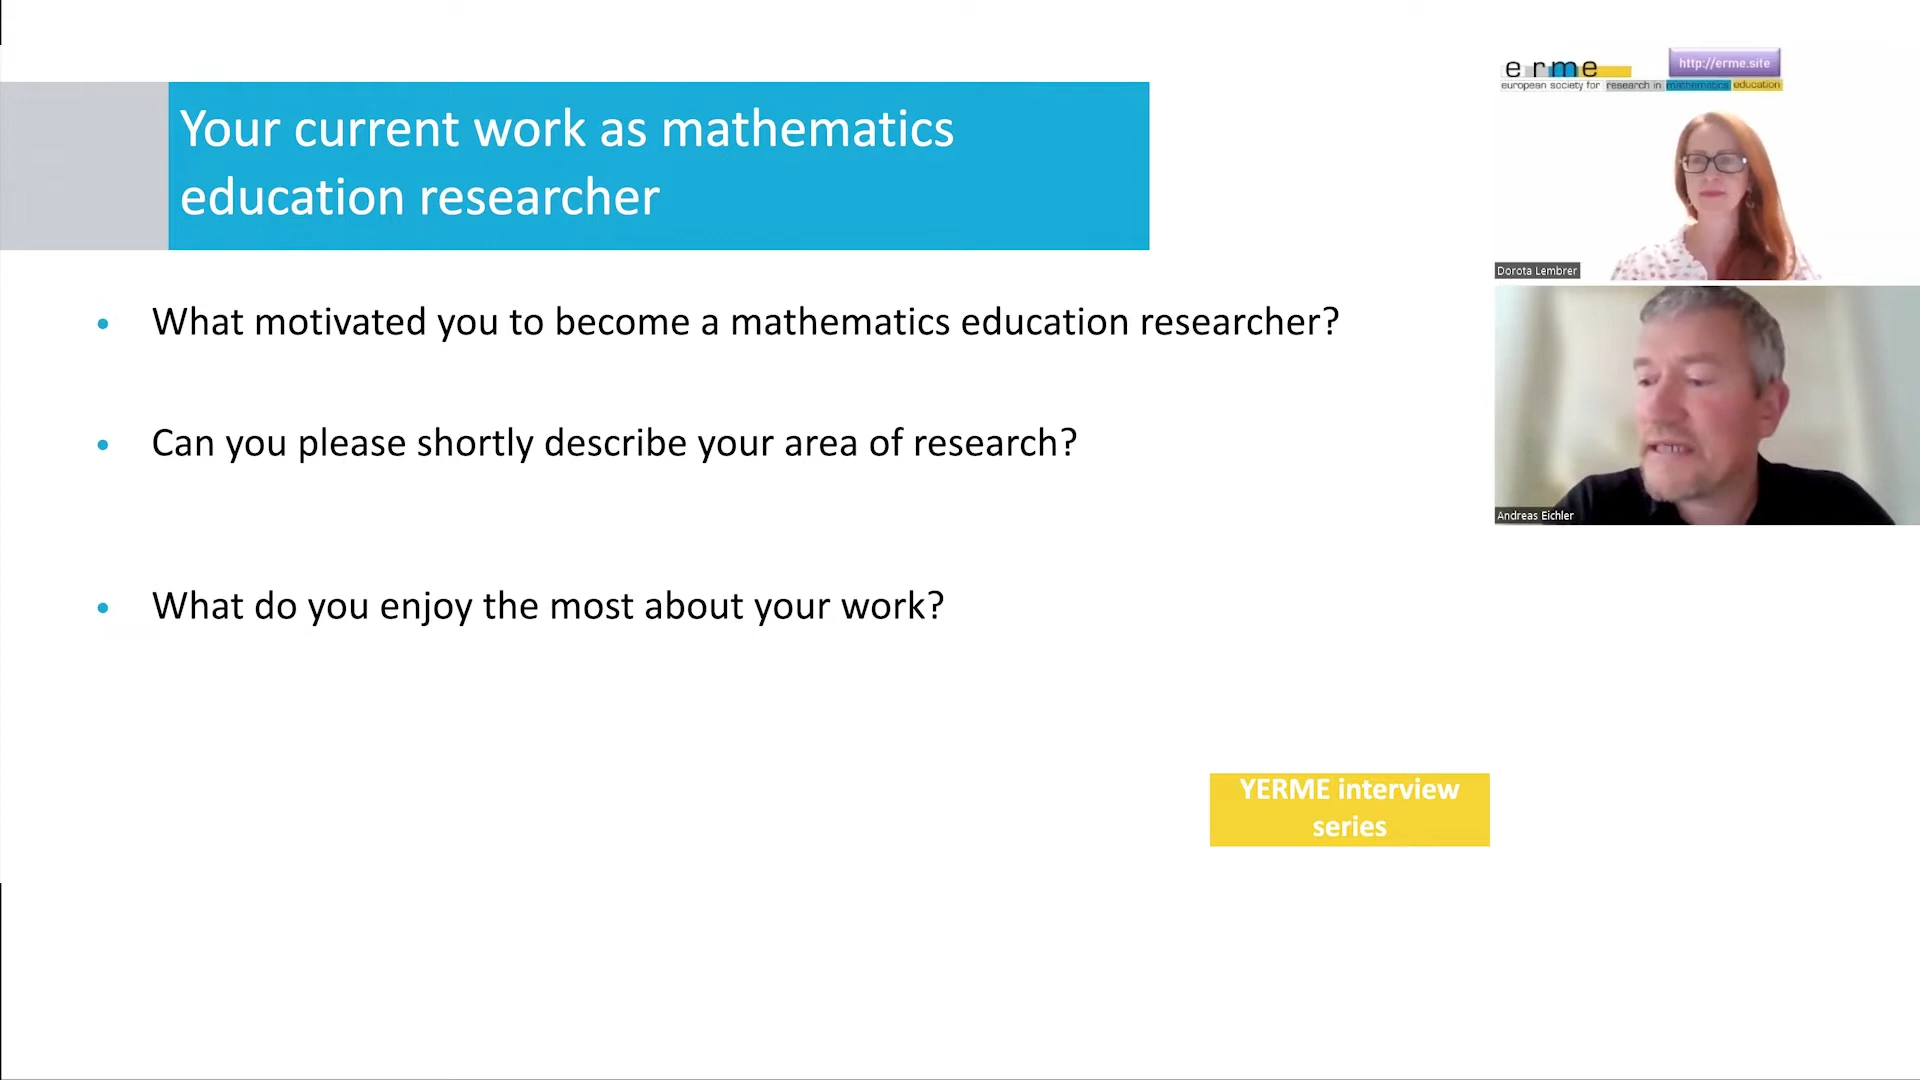 Your current work as mathematics
education researcher
• What motivated you to become a mathematics education researcher?
• Can you please shortly describe your area of research?
• What do you enjoy the most about your work?
YERME interview
series
erme
http://erme.site
european society for research in mathematics education
Dorota Lembrer
Andreas Eichler